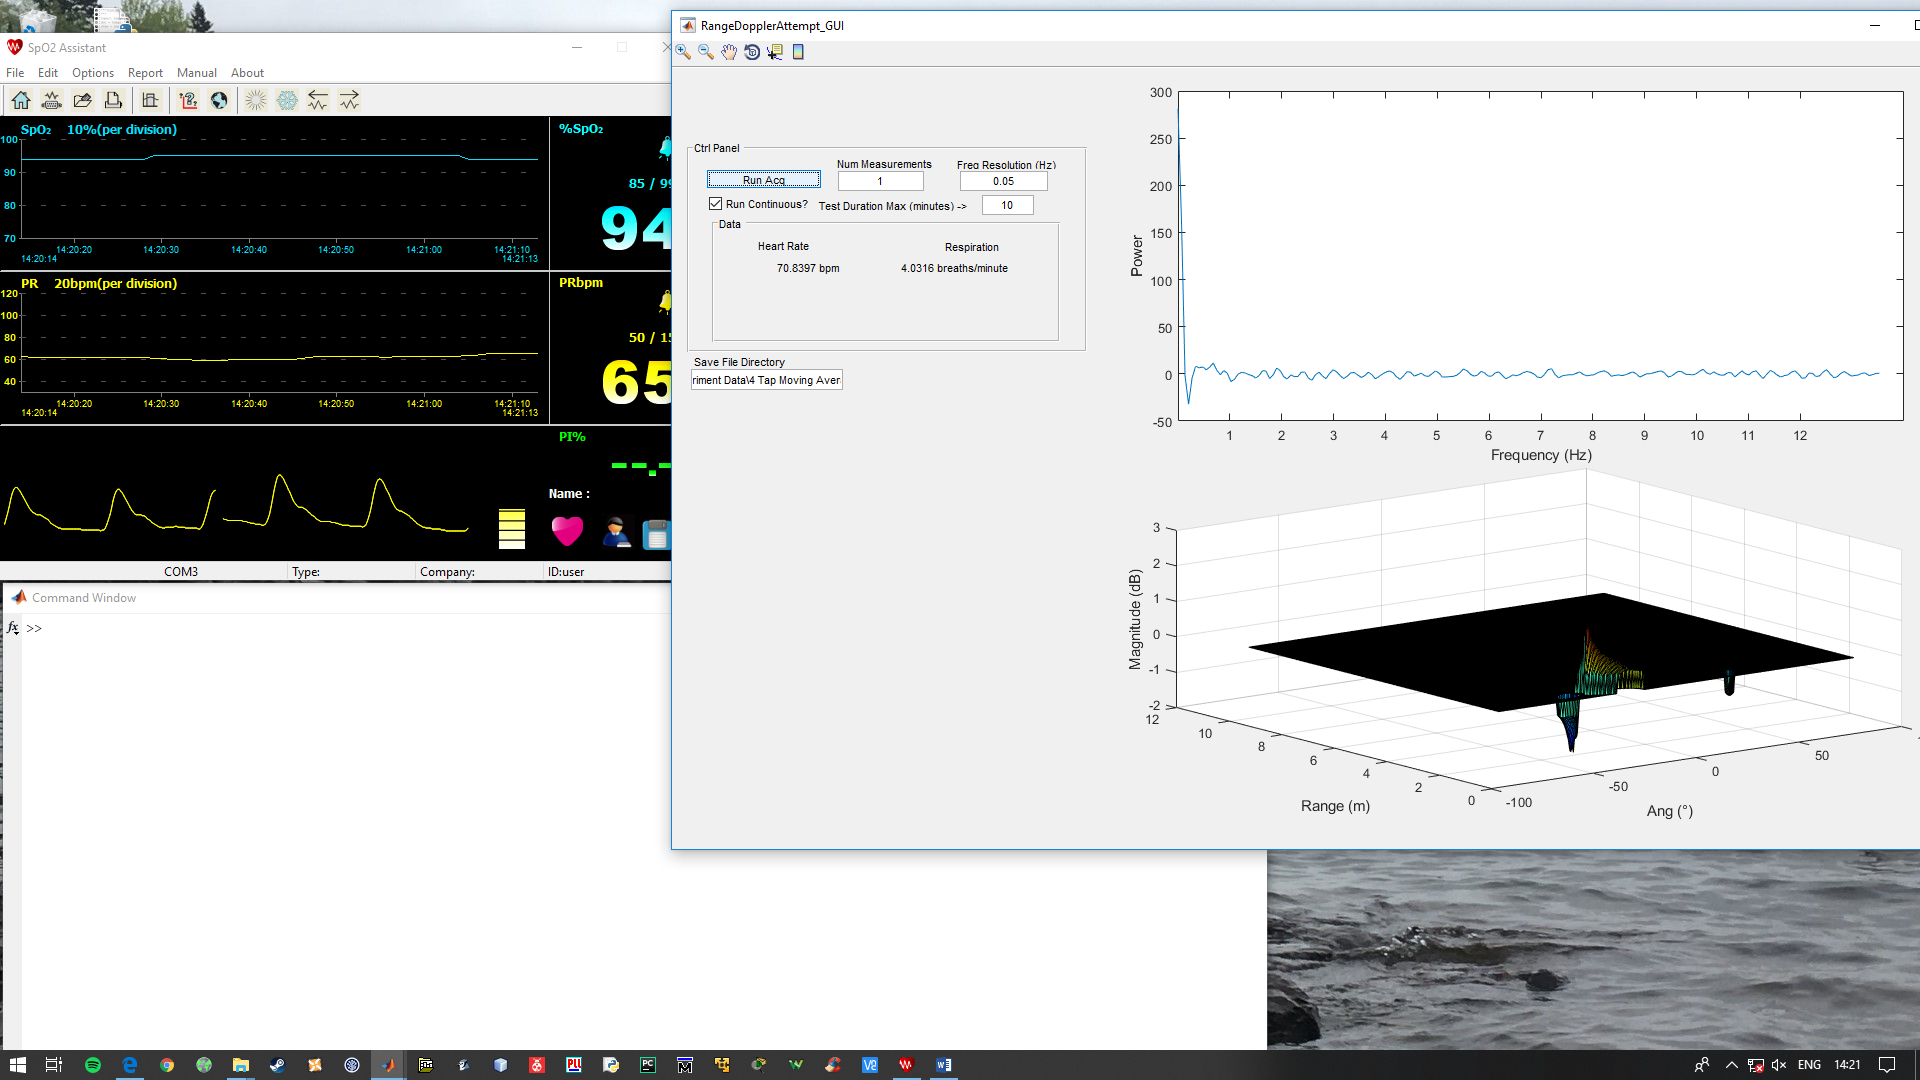 SpO2 Assistant
File Edit Options Report Manual About
SpO₂ 10%(per division)
100
90
80
70
14:20:20 14:20:30 14:20:40 14:20:50 14:21:00 14:21:10
14:20:14 14:21:13
%SpO₂
85 / 99
94
PR 20bpm(per division)
120
100
80
60
40
14:20:20 14:20:30 14:20:40 14:20:50 14:21:00 14:21:10
14:20:14 14:21:13
PRbpm
50 / 15
65
PI%
--.-
Name :
COM3 Type: Company: ID:user
Command Window
fx >>
RangeDopplerAttempt_GUI
Ctrl Panel
Num Measurements Freq Resolution (Hz)
Run Acq 1 0.05
Run Continuous? Test Duration Max (minutes) -> 10
Data
Heart Rate Respiration
70.8397 bpm 4.0316 breaths/minute
Save File Directory
riment Data\4 Tap Moving Aver
300
250
200
150
100
50
0
-50
Power
1 2 3 4 5 6 7 8 9 10 11 12
Frequency (Hz)
3
2
1
0
-1
-2
Magnitude (dB)
12 10 8 6 4 2 0
Range (m)
-100 -50 0 50
Ang (°)
ENG 14:21